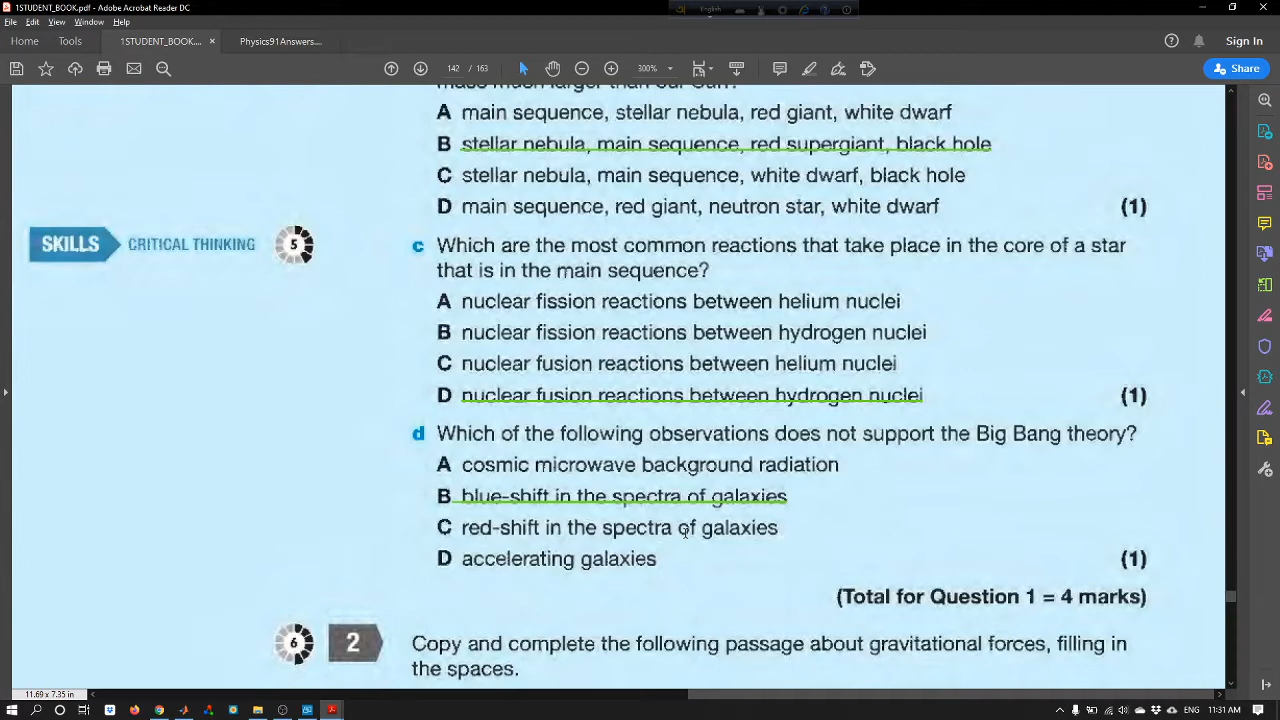 1STUDENT_BOOK.pdf - Adobe Acrobat Reader DC
English
File Edit View Window Help
Home Tools 1STUDENT_BOOK.... × Physics91Answers.... Sign In
142 / 163 300% Share
mass much larger than our Sun?
A main sequence, stellar nebula, red giant, white dwarf
B stellar nebula, main sequence, red supergiant, black hole
C stellar nebula, main sequence, white dwarf, black hole
D main sequence, red giant, neutron star, white dwarf (1)
SKILLS CRITICAL THINKING 5 c Which are the most common reactions that take place in the core of a star
that is in the main sequence?
A nuclear fission reactions between helium nuclei
B nuclear fission reactions between hydrogen nuclei
C nuclear fusion reactions between helium nuclei
D nuclear fusion reactions between hydrogen nuclei (1)
d Which of the following observations does not support the Big Bang theory?
A cosmic microwave background radiation
B blue-shift in the spectra of galaxies
C red-shift in the spectra of galaxies
D accelerating galaxies (1)
(Total for Question 1 = 4 marks)
6 2 Copy and complete the following passage about gravitational forces, filling in
the spaces.
11.69 x 7.35 in
ENG 11:31 AM